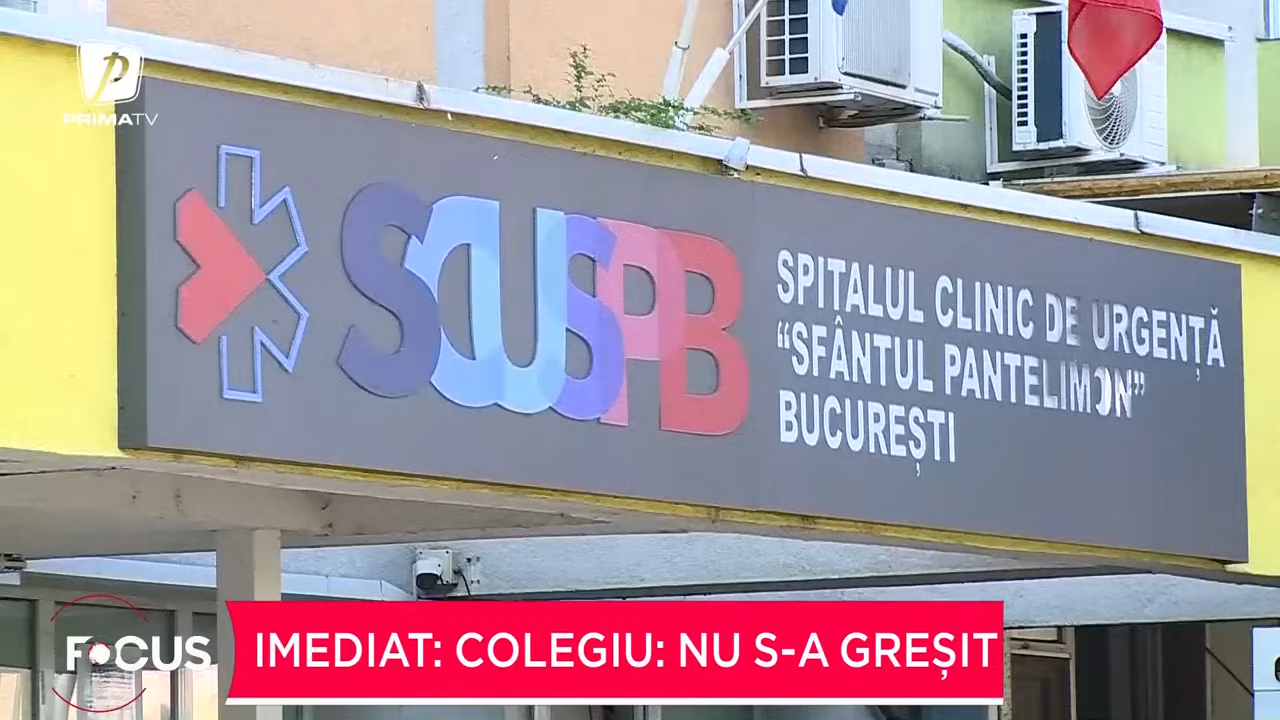 PRIMATV
SCUSPB
SPITALUL CLINIC DE URGENȚĂ
“SFÂNTUL PANTELIMON”
BUCUREȘTI
FOCUS
IMEDIAT: COLEGIU: NU S-A GREȘIT